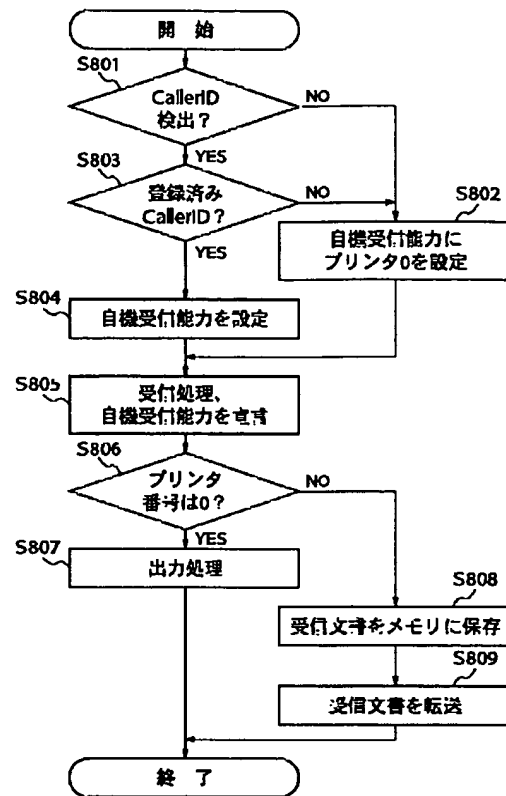 開 始
S801
CallerID
検出？
NO
YES
S803
登録済み
CallerID？
NO
YES
S802
自機受信能力に
プリンタ0を設定
S804
自機受信能力を設定
S805
受信処理、
自機受信能力を宣言
S806
プリンタ
番号は0？
NO
YES
S807
出力処理
S808
受信文書をメモリに保存
S809
受信文書を転送
終 了